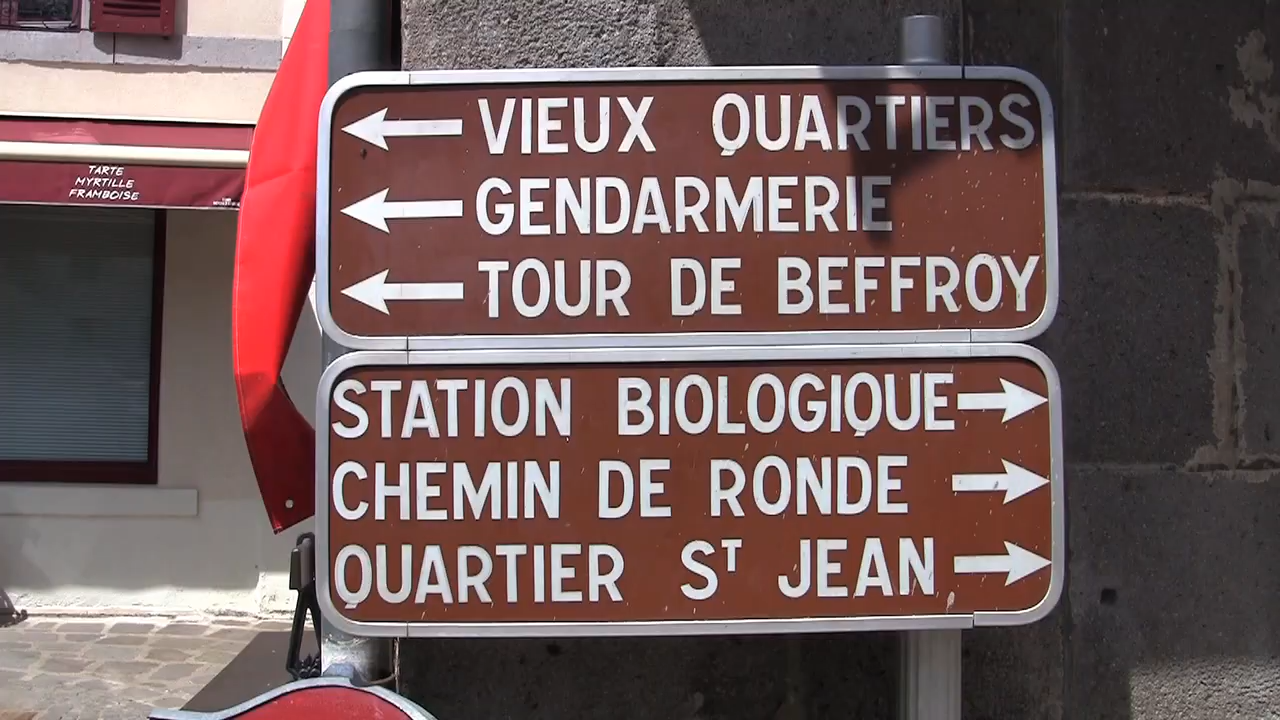 TARTE
MYRTILLE
FRAMBOISE
VIEUX QUARTIERS
GENDARMERIE
TOUR DE BEFFROY
STATION BIOLOGIQUE
CHEMIN DE RONDE
QUARTIER ST JEAN